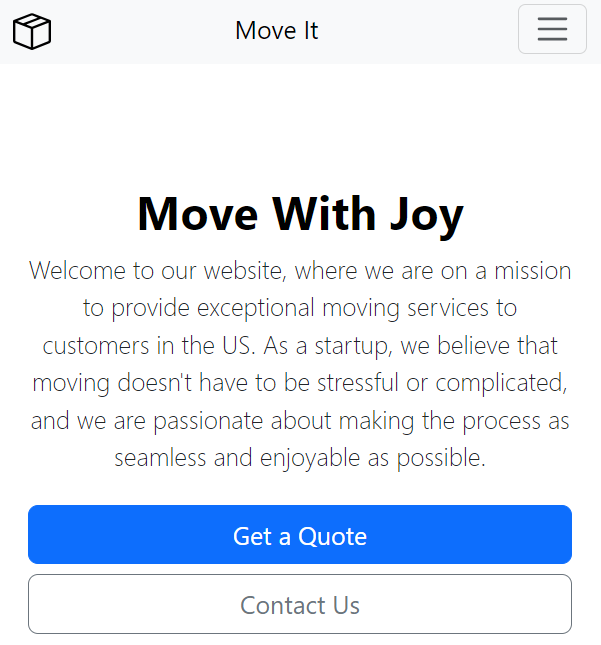 Move It
Move With Joy
Welcome to our website, where we are on a mission
to provide exceptional moving services to
customers in the US. As a startup, we believe that
moving doesn't have to be stressful or complicated,
and we are passionate about making the process as
seamless and enjoyable as possible.
Get a Quote
Contact Us